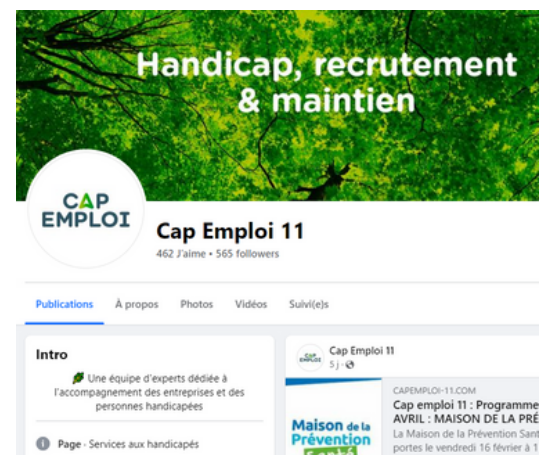 Handicap, recrutement
& maintien
CAP
EMPLOI
Cap Emploi 11
462 J'aime • 565 followers
Publications À propos Photos Vidéos Suivi(e)s
Intro
Une équipe d'experts dédiée à
l'accompagnement des entreprises et des
personnes handicapées
Page · Services aux handicapés
CAP
EMPLOI
Cap Emploi 11
5 j ·
Maison de la
Prévention
Santé
CAPEMPLOI-11.COM
Cap emploi 11 : Programme
AVRIL : MAISON DE LA PRÉ
La Maison de la Prévention Sant
portes le vendredi 16 février à 1